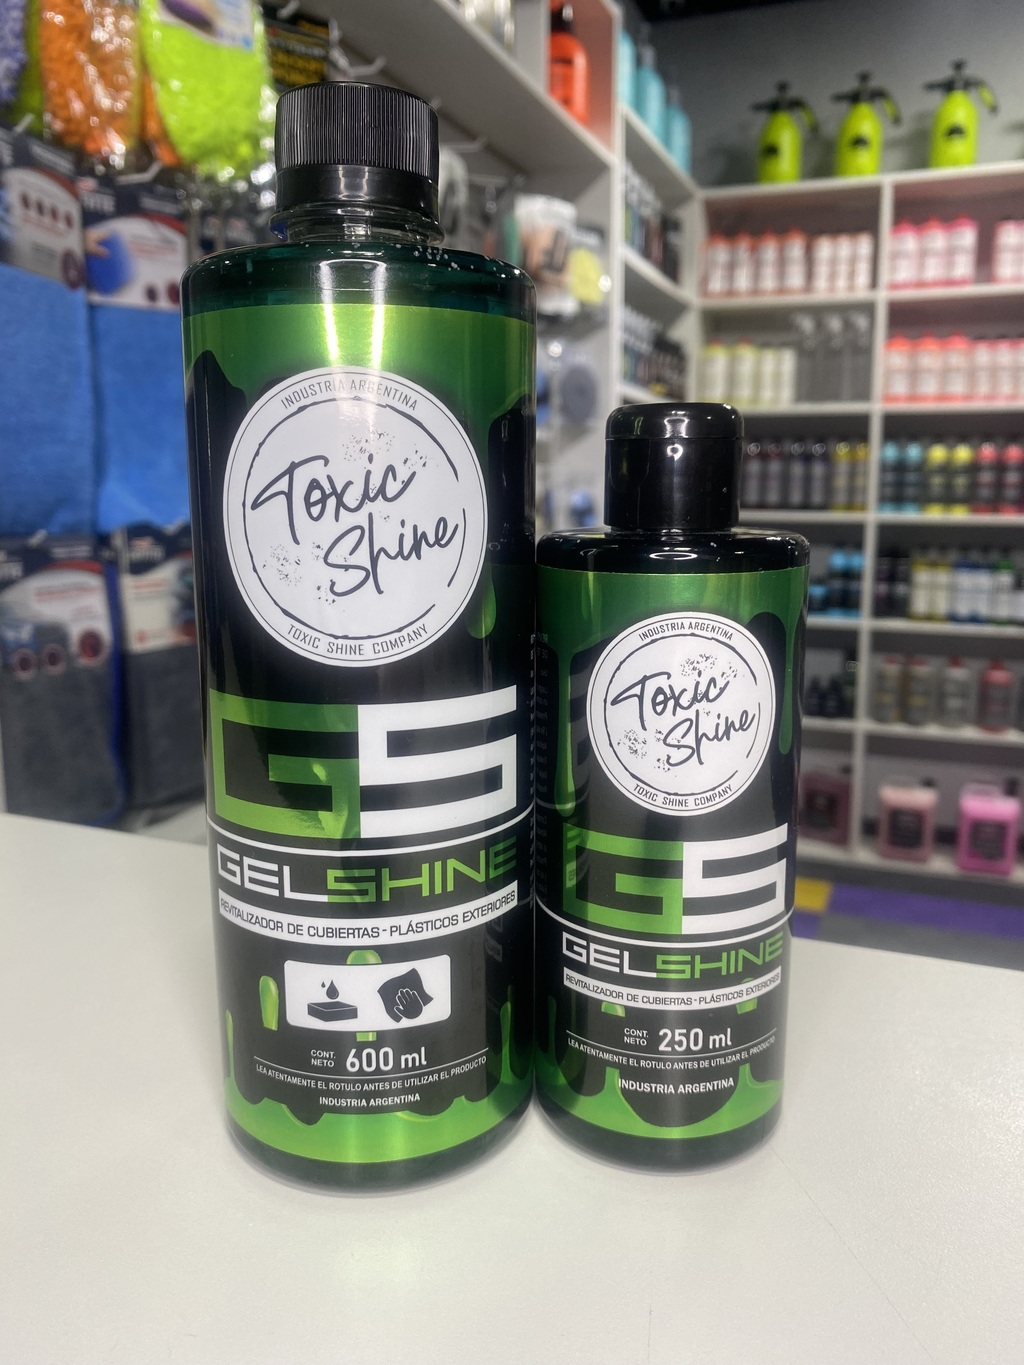 INDUSTRIA ARGENTINA
Toxic
Shine
TOXIC SHINE COMPANY
GS
GELSHINE
REVITALIZADOR DE CUBIERTAS - PLÁSTICOS EXTERIORES
CONT. NETO 600 ml
LEA ATENTAMENTE EL ROTULO ANTES DE UTILIZAR EL PRODUCTO
INDUSTRIA ARGENTINA
INDUSTRIA ARGENTINA
Toxic
Shine
TOXIC SHINE COMPANY
GS
GELSHINE
REVITALIZADOR DE CUBIERTAS - PLÁSTICOS EXTERIORES
CONT. NETO 250 ml
LEA ATENTAMENTE EL ROTULO ANTES DE UTILIZAR EL PRODUCTO
INDUSTRIA ARGENTINA